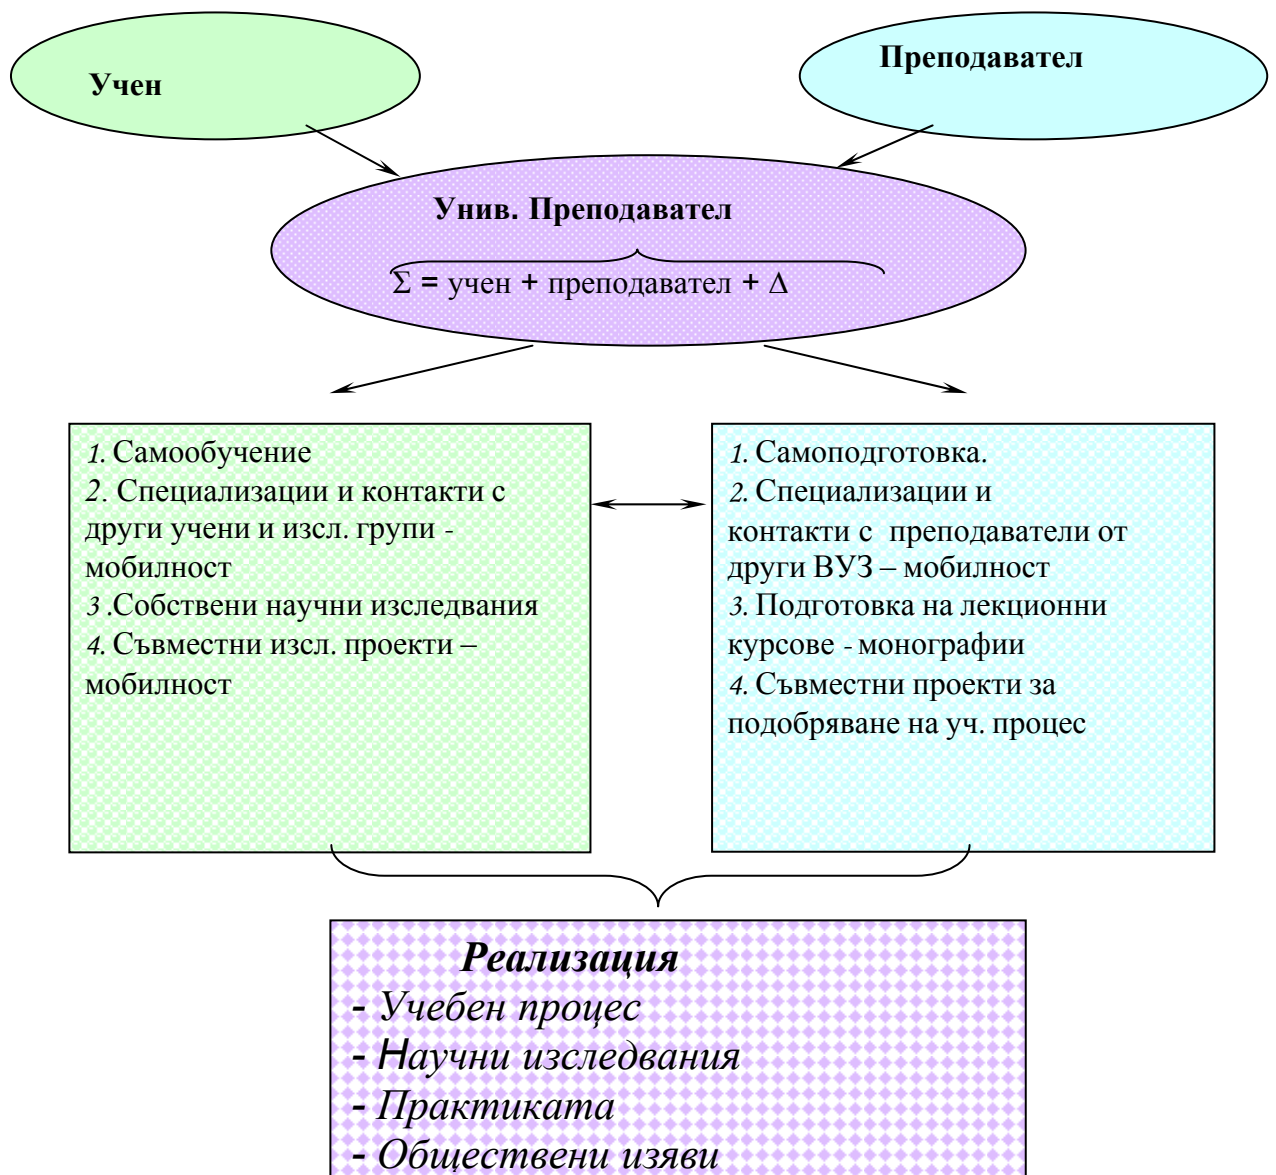 Учен
Преподавател
Унив. Преподавател
Σ = учен + преподавател + Δ
1. Самообучение
2. Специализации и контакти с
други учени и изсл. групи -
мобилност
3 .Собствени научни изследвания
4. Съвместни изсл. проекти –
мобилност
1. Самоподготовка.
2. Специализации и
контакти с преподаватели от
други ВУЗ – мобилност
3. Подготовка на лекционни
курсове - монографии
4. Съвместни проекти за
подобряване на уч. процес
Реализация
- Учебен процес
- Научни изследвания
- Практиката
- Обществени изяви